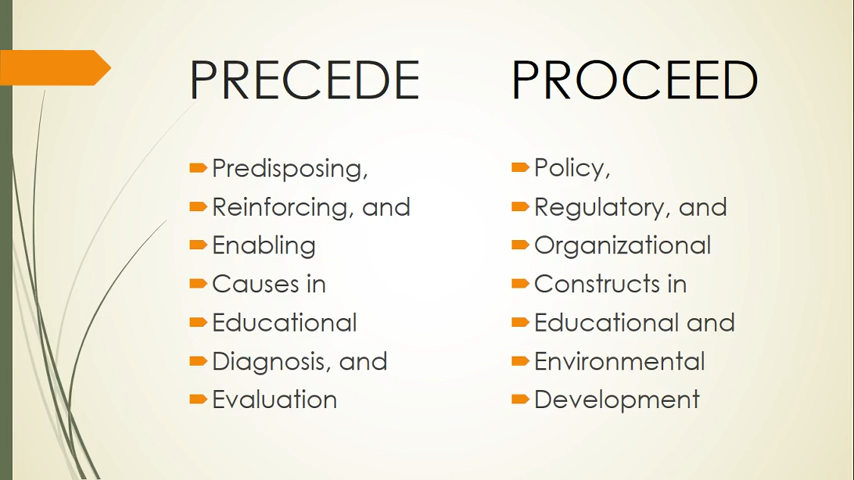 PRECEDE
Predisposing,
Reinforcing, and
Enabling
Causes in
Educational
Diagnosis, and
Evaluation
PROCEED
Policy,
Regulatory, and
Organizational
Constructs in
Educational and
Environmental
Development